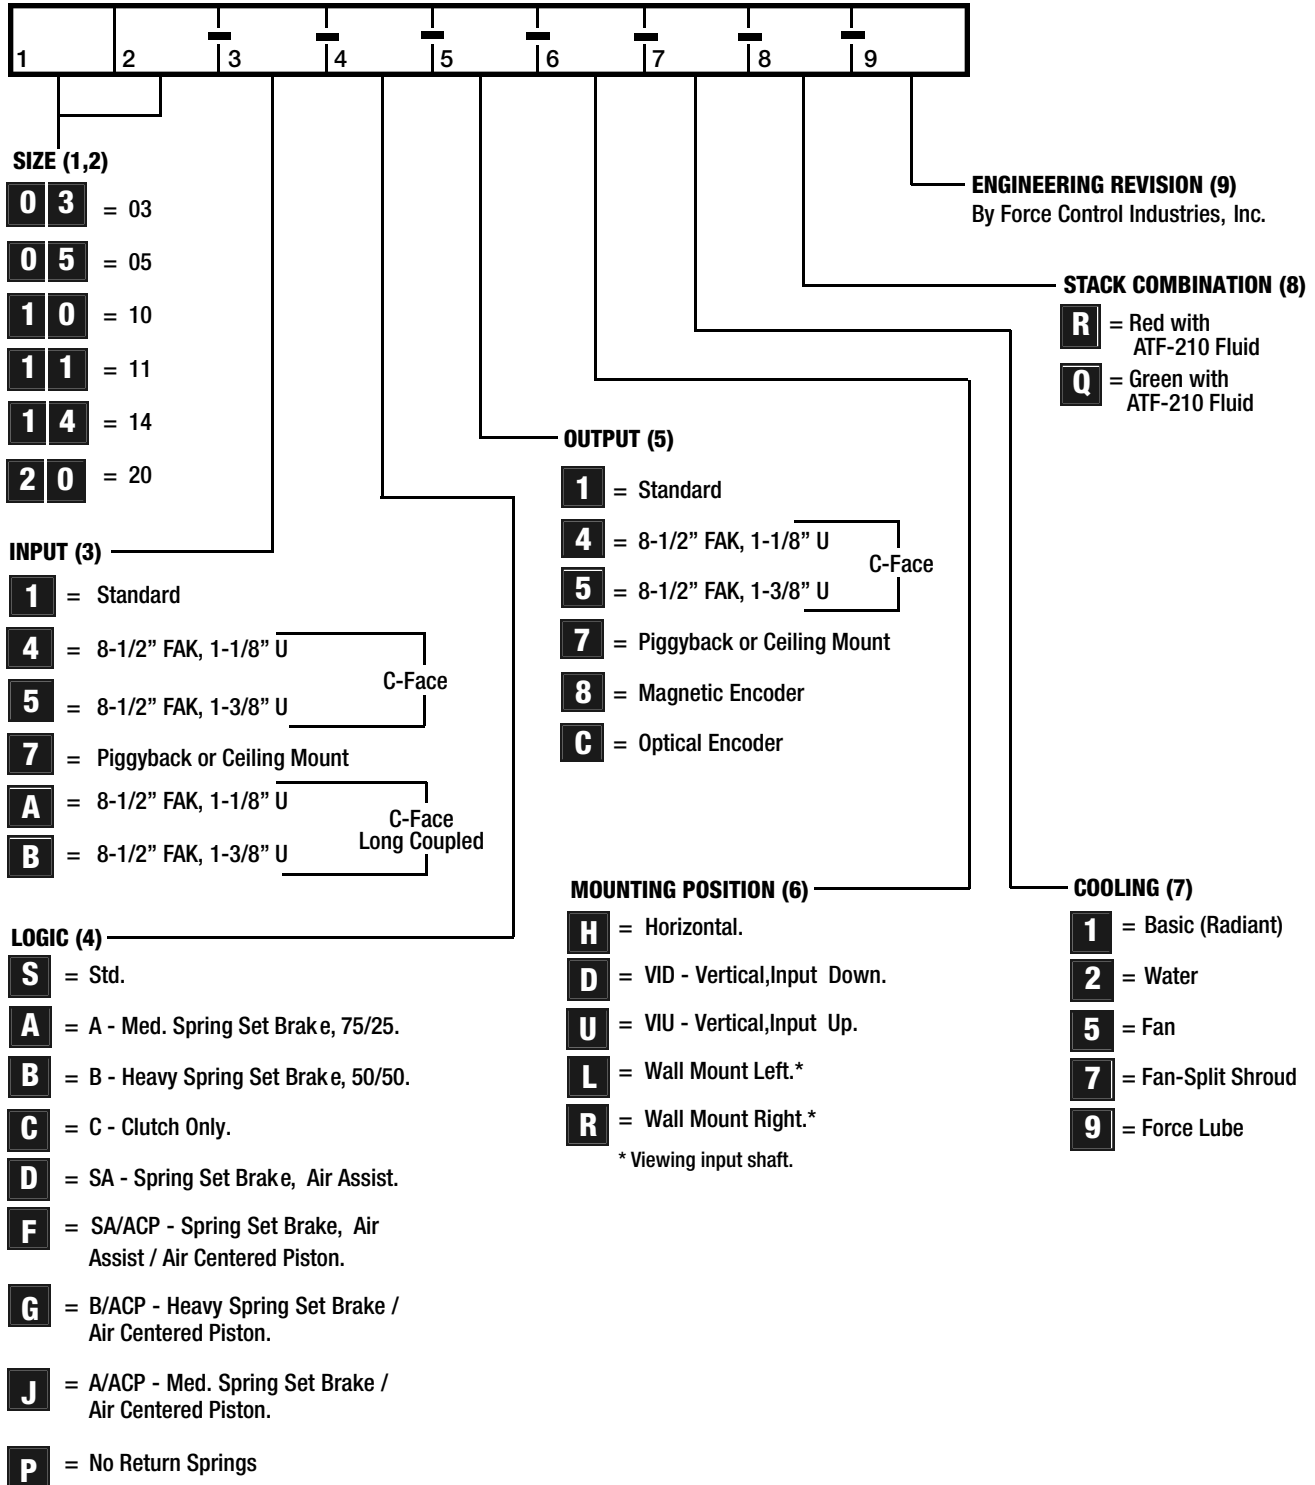 1 2 3 4 5 6 7 8 9
SIZE (1,2)
0 3 = 03
0 5 = 05
1 0 = 10
1 1 = 11
1 4 = 14
2 0 = 20
INPUT (3)
1 = Standard
4 = 8-1/2” FAK, 1-1/8” U
5 = 8-1/2” FAK, 1-3/8” U
C-Face
7 = Piggyback or Ceiling Mount
A = 8-1/2” FAK, 1-1/8” U
B = 8-1/2” FAK, 1-3/8” U
C-Face
Long Coupled
LOGIC (4)
S = Std.
A = A - Med. Spring Set Brake, 75/25.
B = B - Heavy Spring Set Brake, 50/50.
C = C - Clutch Only.
D = SA - Spring Set Brake, Air Assist.
F = SA/ACP - Spring Set Brake, Air
Assist / Air Centered Piston.
G = B/ACP - Heavy Spring Set Brake /
Air Centered Piston.
J = A/ACP - Med. Spring Set Brake /
Air Centered Piston.
P = No Return Springs
OUTPUT (5)
1 = Standard
4 = 8-1/2” FAK, 1-1/8” U
5 = 8-1/2” FAK, 1-3/8” U
C-Face
7 = Piggyback or Ceiling Mount
8 = Magnetic Encoder
C = Optical Encoder
MOUNTING POSITION (6)
H = Horizontal.
D = VID - Vertical,Input Down.
U = VIU - Vertical,Input Up.
L = Wall Mount Left.*
R = Wall Mount Right.*
* Viewing input shaft.
COOLING (7)
1 = Basic (Radiant)
2 = Water
5 = Fan
7 = Fan-Split Shroud
9 = Force Lube
STACK COMBINATION (8)
R = Red with
ATF-210 Fluid
Q = Green with
ATF-210 Fluid
ENGINEERING REVISION (9)
By Force Control Industries, Inc.